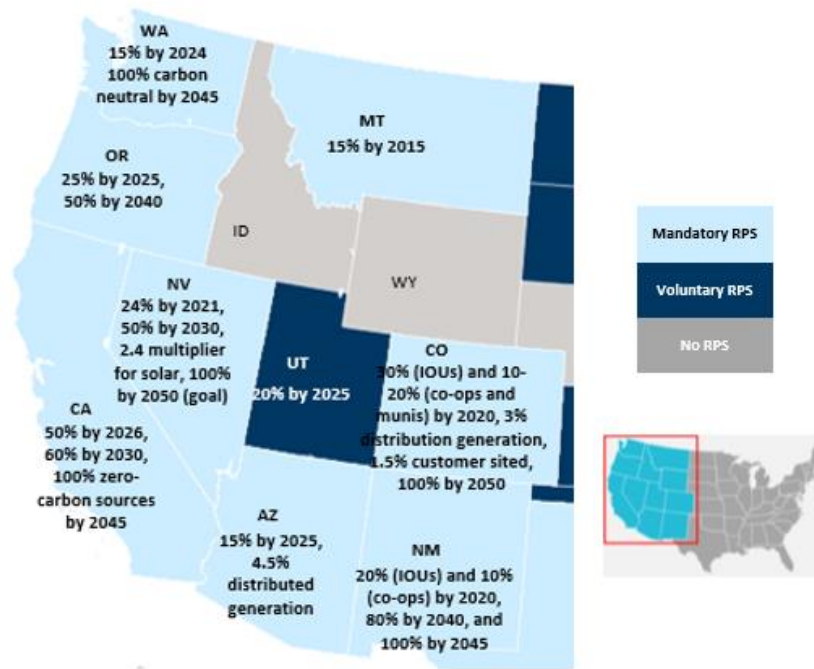 WA
15% by 2024
100% carbon
neutral by 2045
MT
15% by 2015
OR
25% by 2025,
50% by 2040
ID
WY
NV
24% by 2021,
50% by 2030,
2.4 multiplier
for solar, 100%
by 2050 (goal)
UT
20% by 2025
CO
30% (IOUs) and 10-
20% (co-ops and
munis) by 2020, 3%
distribution generation,
1.5% customer sited,
100% by 2050
CA
50% by 2026,
60% by 2030,
100% zero-
carbon sources
by 2045
AZ
15% by 2025,
4.5%
distributed
generation
NM
20% (IOUs) and 10%
(co-ops) by 2020,
80% by 2040, and
100% by 2045
Mandatory RPS
Voluntary RPS
No RPS